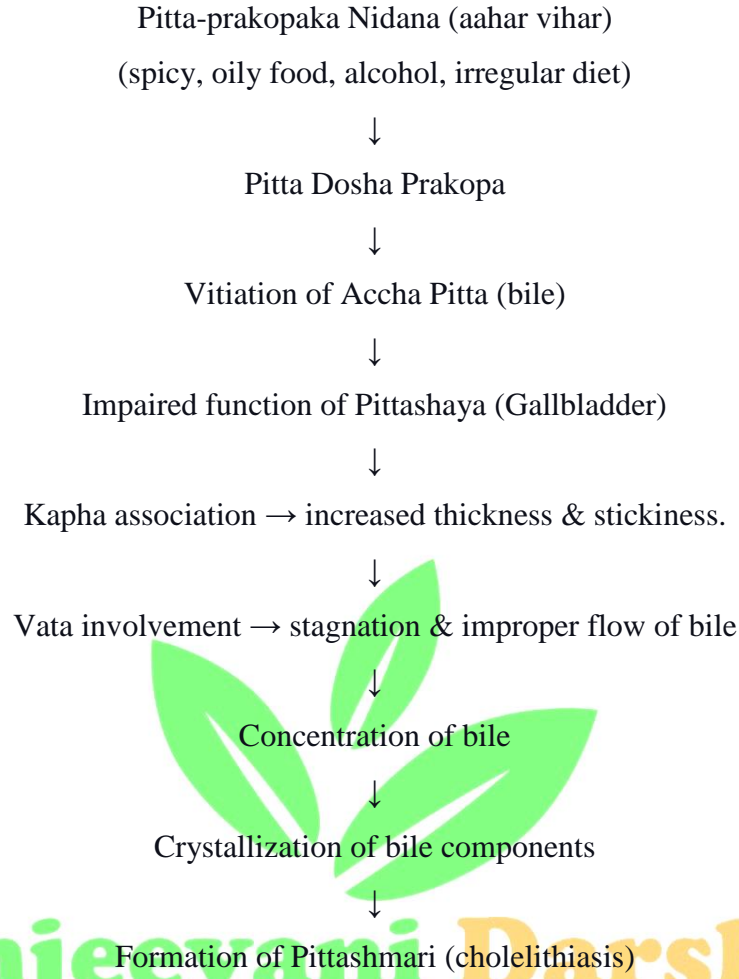 Pitta-prakopaka Nidana (aahar vihar)
(spicy, oily food, alcohol, irregular diet)
↓
Pitta Dosha Prakopa
↓
Vitiation of Accha Pitta (bile)
↓
Impaired function of Pittashaya (Gallbladder)
↓
Kapha association → increased thickness & stickiness.
↓
Vata involvement → stagnation & improper flow of bile
↓
Concentration of bile
↓
Crystallization of bile components
↓
Formation of Pittashmari (cholelithiasis)